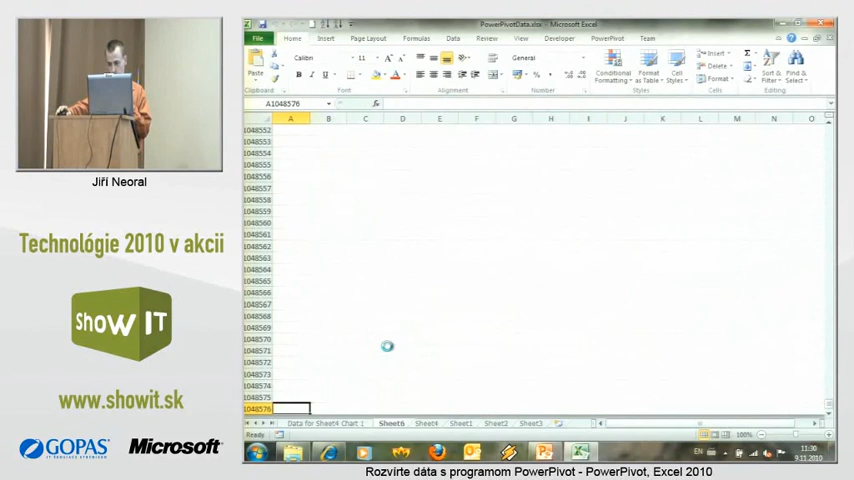 PowerPivotData.xlsx - Microsoft Excel
File Home Insert Page Layout Formulas Data Review View Developer PowerPivot Team
Paste
Calibri 11
General
Conditional Formatting
Format as Table
Cell Styles
Insert
Delete
Format
Sort & Filter
Find & Select
Clipboard Font Alignment Number Styles Cells Editing
A1048576 fx
A B C D E F G H I J K L M N O
1048552
1048553
1048554
1048555
1048556
1048557
1048558
1048559
1048560
1048561
1048562
1048563
1048564
1048565
1048566
1048567
1048568
1048569
1048570
1048571
1048572
1048573
1048574
1048575
1048576
Data for Sheet4 Chart 1 Sheet6 Sheet4 Sheet1 Sheet2 Sheet3
Ready 100%
EN 11:30
9.11.2010
Jiří Neoral
Technológie 2010 v akcii
Show IT
www.showit.sk
GOPAS
Microsoft
Rozvírte dáta s programom PowerPivot - PowerPivot, Excel 2010